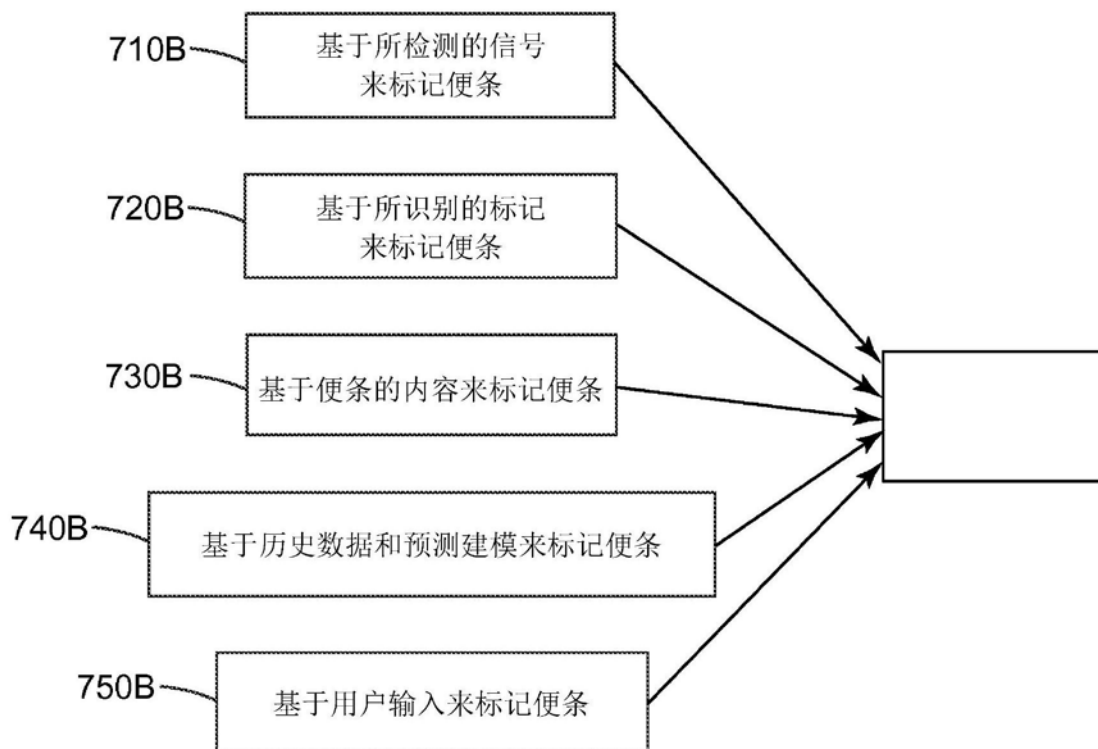 710B
基于所检测的信号
来标记便条
720B
基于所识别的标记
来标记便条
730B
基于便条的内容来标记便条
740B
基于历史数据和预测建模来标记便条
750B
基于用户输入来标记便条